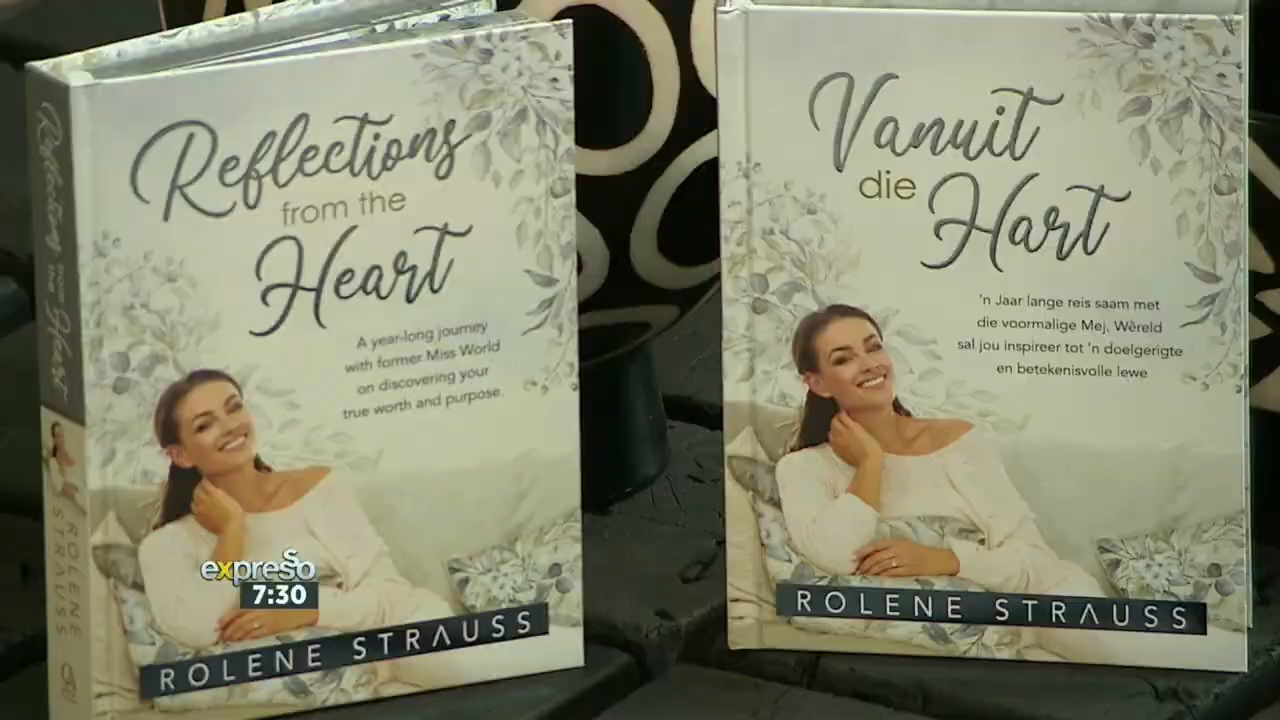 Reflections
from the
Heart
A year-long journey
with former Miss World
on discovering your
true worth and purpose.
ROLENE STRAUSS
Reflections from the Heart
ROLENE STRAUSS
Vanuit
die
Hart
'n Jaar lange reis saam met
die voormalige Mej. Wêreld
sal jou inspireer tot 'n doelgerigte
en betekenisvolle lewe
ROLENE STRAUSS
expresso
7:30